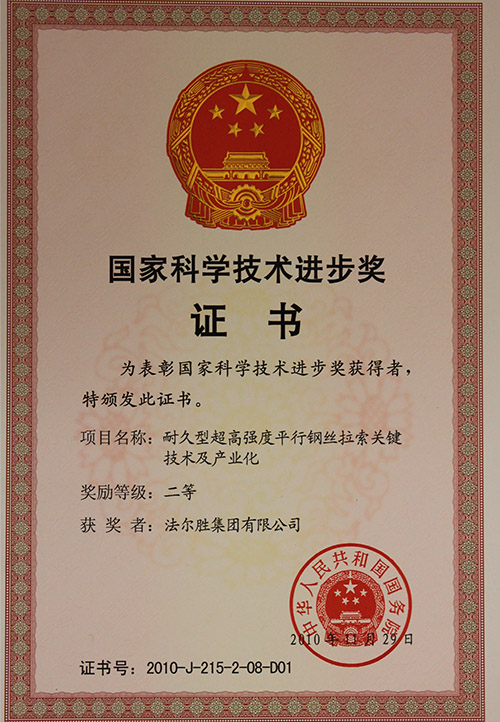 国家科学技术进步奖
证 书
为表彰国家科学技术进步奖获得者，
特颁发此证书。
项目名称：耐久型超高强度平行钢丝拉索关键
技术及产业化
奖励等级：二等
获 奖 者：法尔胜集团有限公司
中华人民共和国国务院
2010年11月29日
证书号：2010-J-215-2-08-D01